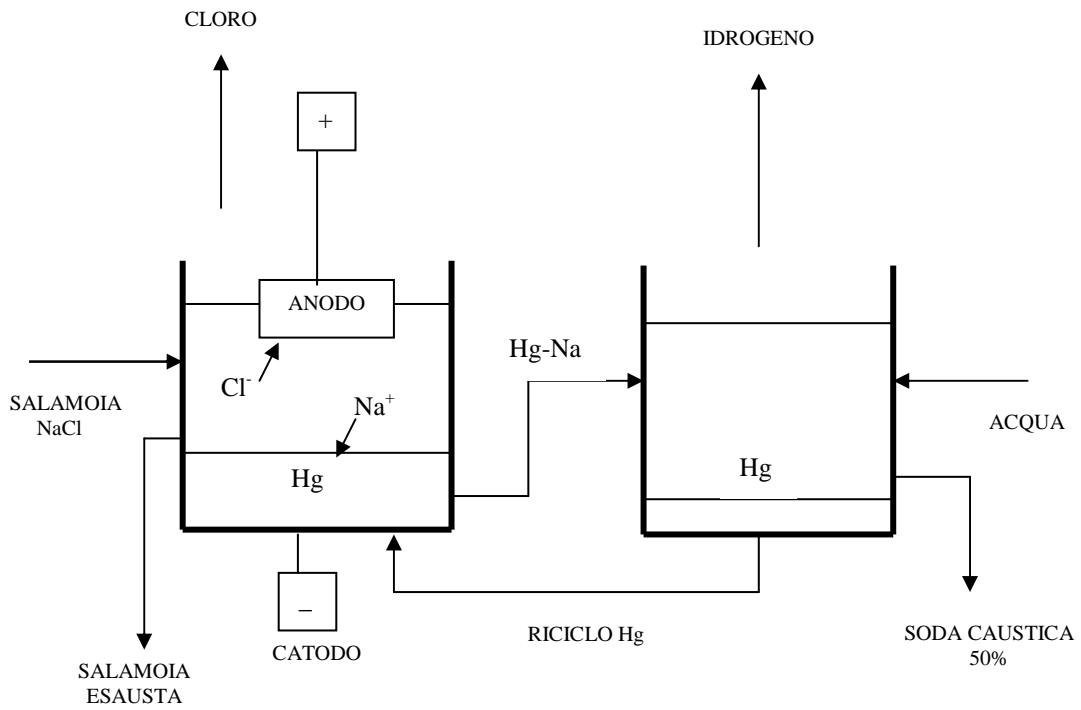 CLORO
IDROGENO
+
ANODO
Hg-Na
Cl-
Na+
SALAMOIA
NaCl
ACQUA
Hg
Hg
–
RICICLO Hg
SODA CAUSTICA
50%
CATODO
SALAMOIA
ESAUSTA